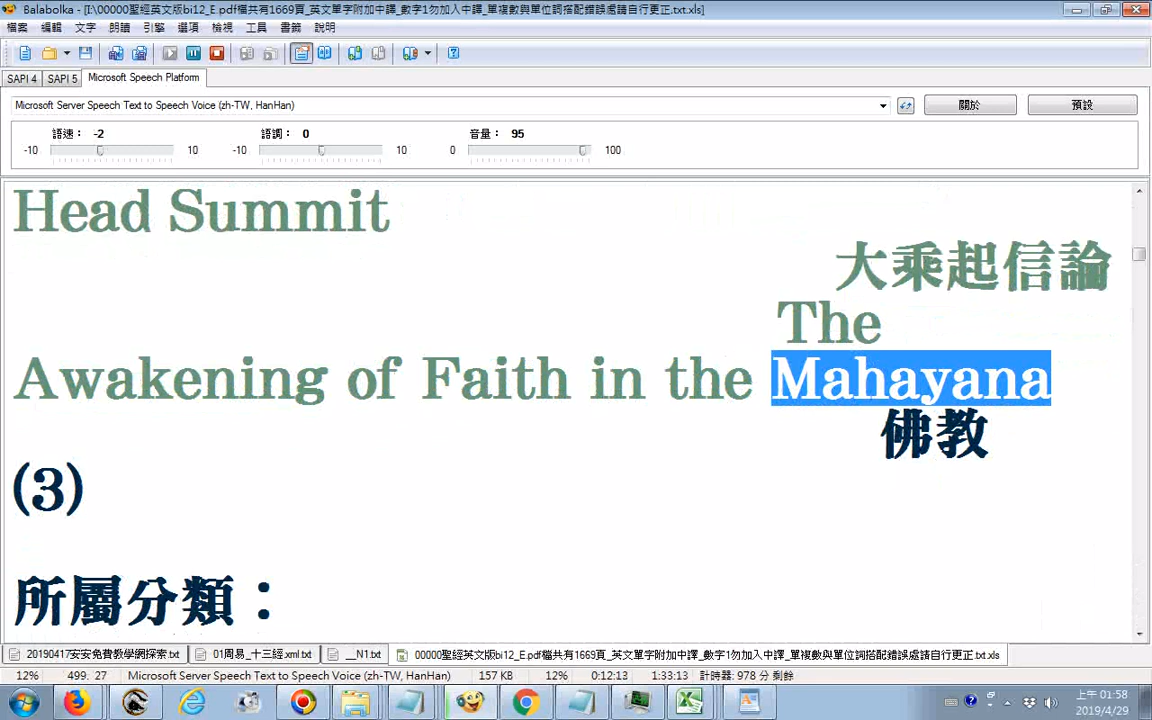 Balabolka - [I:\00000聖經英文版bi12_E.pdf檔共有1669頁_英文單字附加中譯_數字1勿加入中譯_單複數與單位詞搭配錯誤處請自行更正.txt.xls]
檔案 編輯 文字 朗讀 引擎 選項 檢視 工具 書籤 說明
SAPI 4 SAPI 5 Microsoft Speech Platform
Microsoft Server Speech Text to Speech Voice (zh-TW, HanHan) 關於 預設
語速： -2 語調： 0 音量： 95
-10 10 -10 10 0 100
Head Summit
大乘起信論
The
Awakening of Faith in the Mahayana
佛教
(3)
所屬分類：
20190417安安免費教學網探索.txt 01周易_十三經.xml.txt __N1.txt 00000聖經英文版bi12_E.pdf檔共有1669頁_英文單字附加中譯_數字1勿加入中譯_單複數與單位詞搭配錯誤處請自行更正.txt.xls
12% 499. 27 Microsoft Server Speech Text to Speech Voice (zh-TW, HanHan) 157 KB 12% 0:12:13 1:33:13 計時器: 978 分 剩餘
上午 01:58
2019/4/29